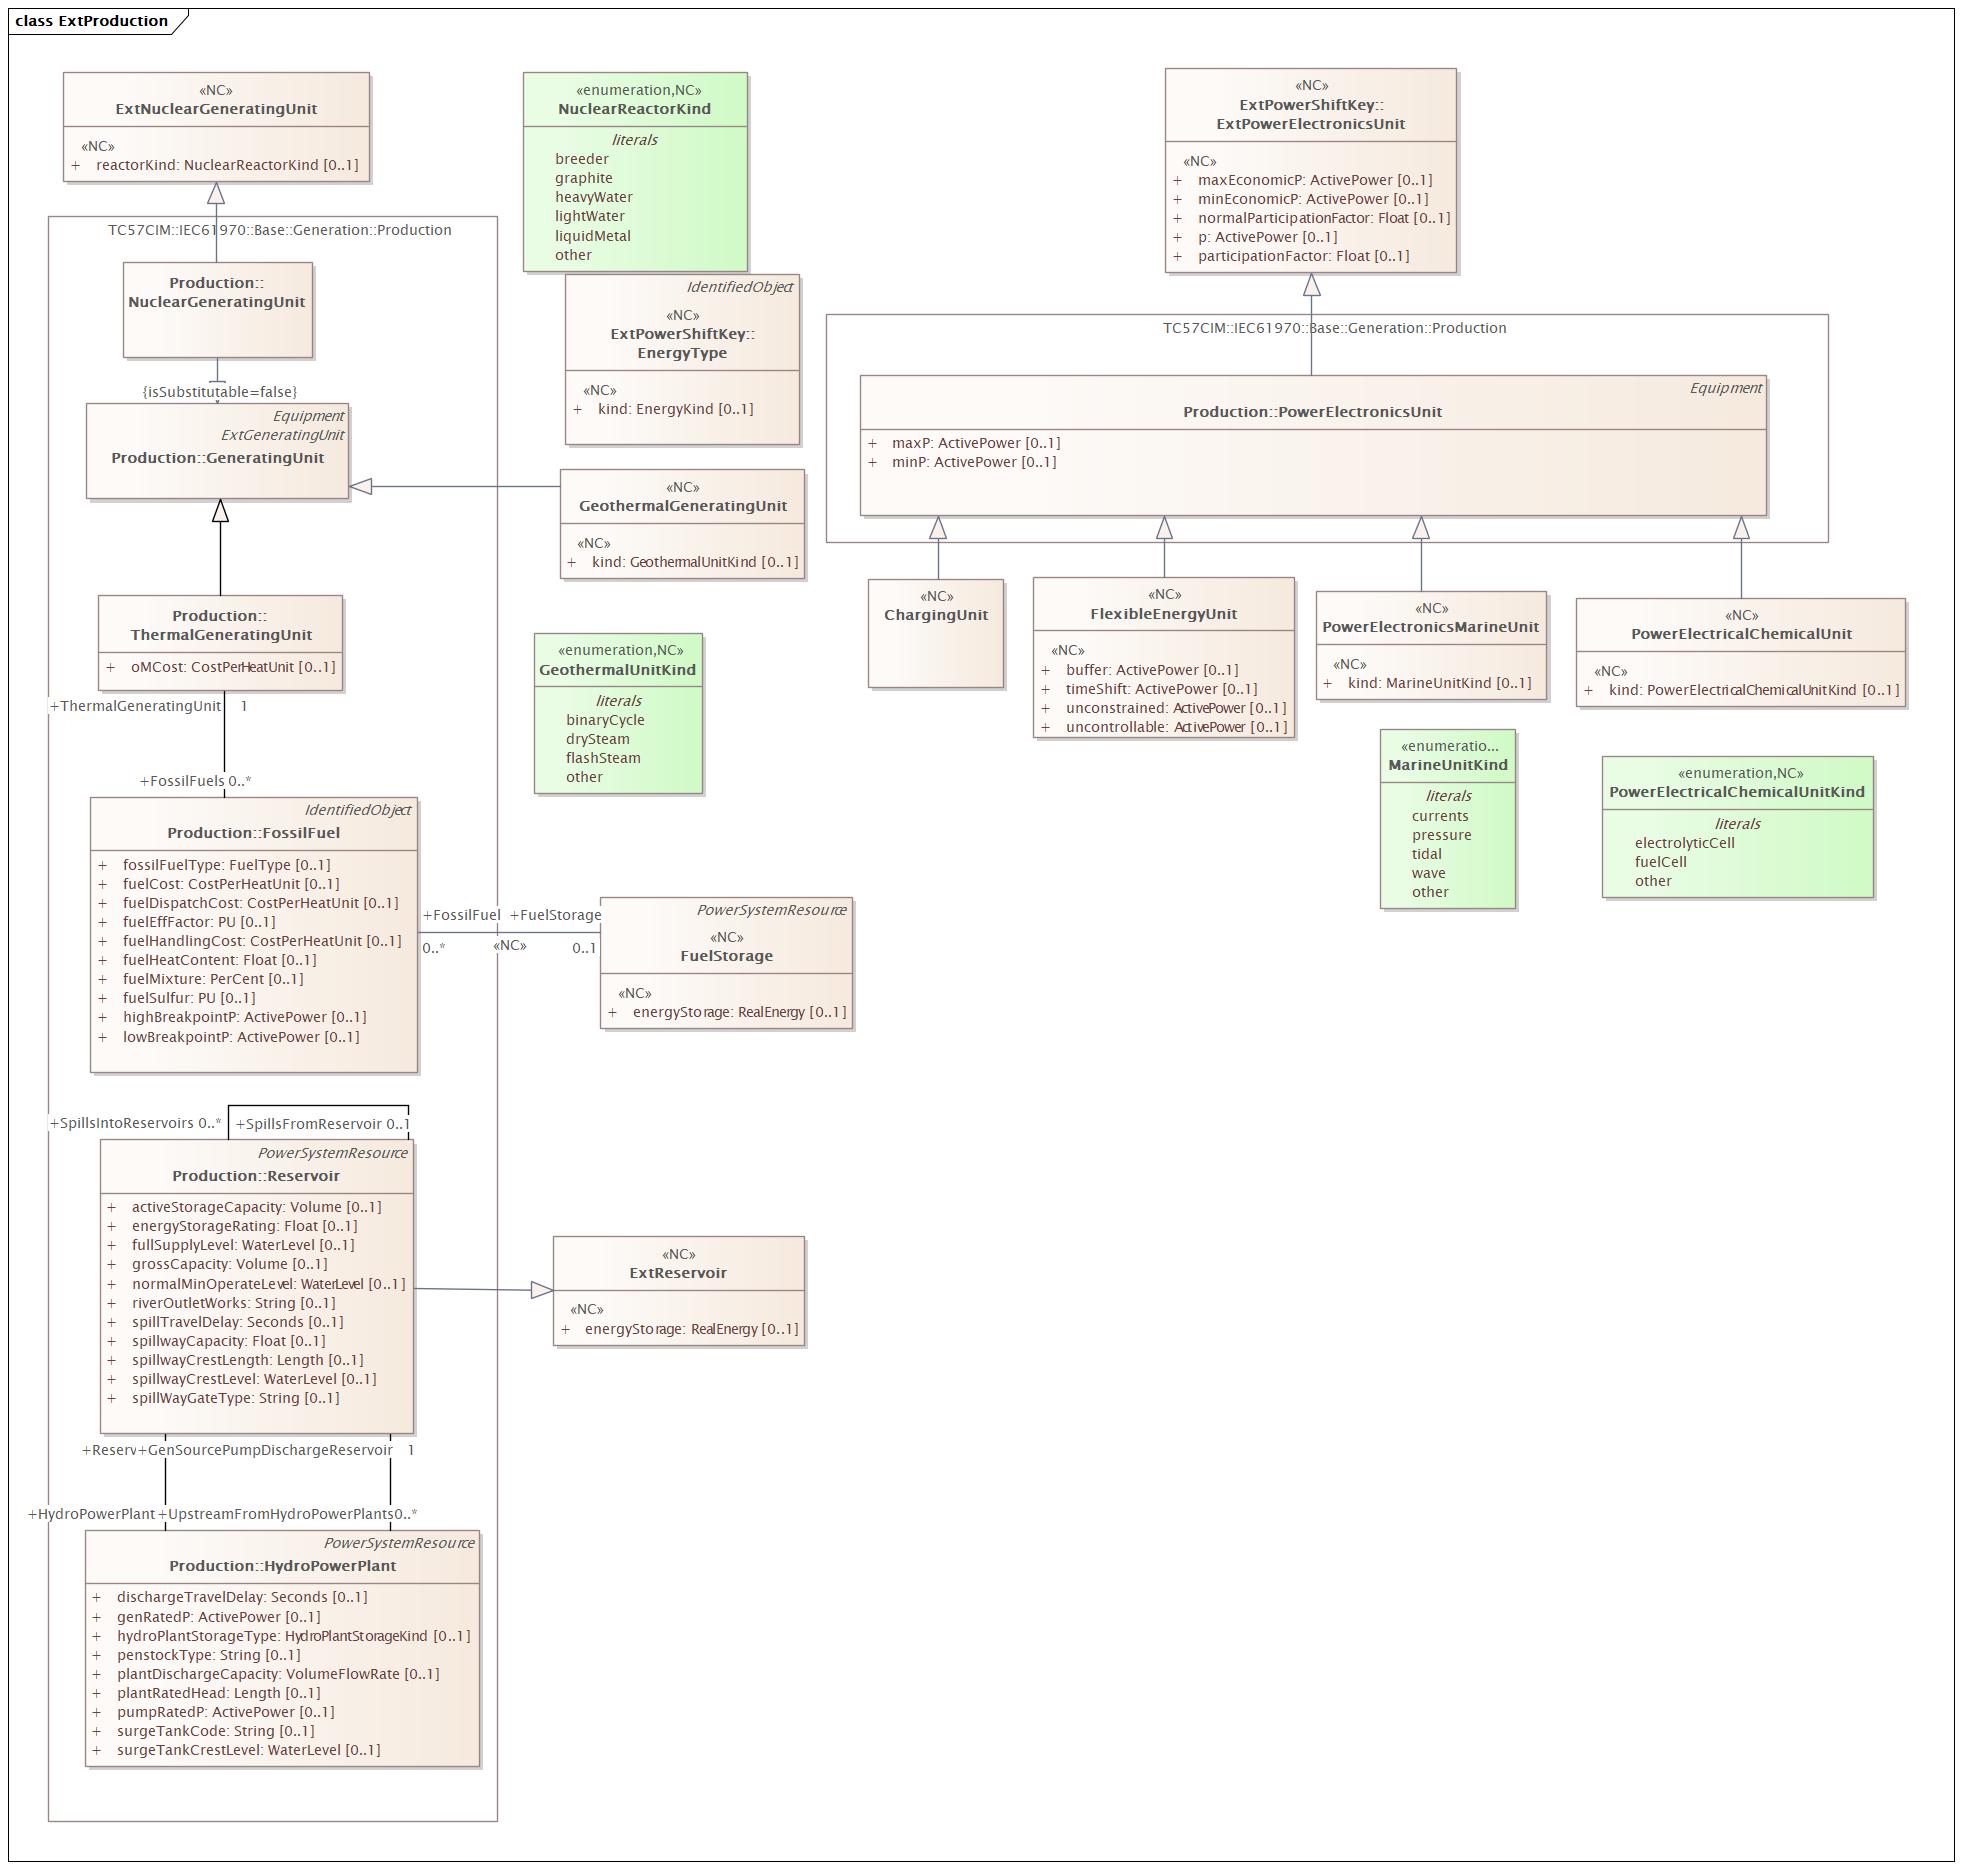 class ExtProduction
«NC»
ExtNuclearGeneratingUnit
«NC»
+ reactorKind: NuclearReactorKind [0..1]
TC57CIM::IEC61970::Base::Generation::Production
Production::
NuclearGeneratingUnit
{isSubstitutable=false}
Equipment
ExtGeneratingUnit
Production::GeneratingUnit
Production::
ThermalGeneratingUnit
+ oMCost: CostPerHeatUnit [0..1]
+ThermalGeneratingUnit 1
+FossilFuels 0..*
IdentifiedObject
Production::FossilFuel
+ fossilFuelType: FuelType [0..1]
+ fuelCost: CostPerHeatUnit [0..1]
+ fuelDispatchCost: CostPerHeatUnit [0..1]
+ fuelEffFactor: PU [0..1]
+ fuelHandlingCost: CostPerHeatUnit [0..1]
+ fuelHeatContent: Float [0..1]
+ fuelMixture: PerCent [0..1]
+ fuelSulfur: PU [0..1]
+ highBreakpointP: ActivePower [0..1]
+ lowBreakpointP: ActivePower [0..1]
+FossilFuel +FuelStorage
0..* «NC» 0..1
PowerSystemResource
«NC»
FuelStorage
«NC»
+ energyStorage: RealEnergy [0..1]
+SpillsIntoReservoirs 0..* +SpillsFromReservoir 0..1
PowerSystemResource
Production::Reservoir
+ activeStorageCapacity: Volume [0..1]
+ energyStorageRating: Float [0..1]
+ fullSupplyLevel: WaterLevel [0..1]
+ grossCapacity: Volume [0..1]
+ normalMinOperateLevel: WaterLevel [0..1]
+ riverOutletWorks: String [0..1]
+ spillTravelDelay: Seconds [0..1]
+ spillwayCapacity: Float [0..1]
+ spillwayCrestLength: Length [0..1]
+ spillwayCrestLevel: WaterLevel [0..1]
+ spillWayGateType: String [0..1]
+Reserv+GenSourcePumpDischargeReservoir 1
+HydroPowerPlant +UpstreamFromHydroPowerPlants0..*
PowerSystemResource
Production::HydroPowerPlant
+ dischargeTravelDelay: Seconds [0..1]
+ genRatedP: ActivePower [0..1]
+ hydroPlantStorageType: HydroPlantStorageKind [0..1]
+ penstockType: String [0..1]
+ plantDischargeCapacity: VolumeFlowRate [0..1]
+ plantRatedHead: Length [0..1]
+ pumpRatedP: ActivePower [0..1]
+ surgeTankCode: String [0..1]
+ surgeTankCrestLevel: WaterLevel [0..1]
«NC»
ExtReservoir
«NC»
+ energyStorage: RealEnergy [0..1]
«enumeration,NC»
NuclearReactorKind
literals
breeder
graphite
heavyWater
lightWater
liquidMetal
other
IdentifiedObject
«NC»
ExtPowerShiftKey::
EnergyType
«NC»
+ kind: EnergyKind [0..1]
«NC»
GeothermalGeneratingUnit
«NC»
+ kind: GeothermalUnitKind [0..1]
«enumeration,NC»
GeothermalUnitKind
literals
binaryCycle
drySteam
flashSteam
other
«NC»
ExtPowerShiftKey::
ExtPowerElectronicsUnit
«NC»
+ maxEconomicP: ActivePower [0..1]
+ minEconomicP: ActivePower [0..1]
+ normalParticipationFactor: Float [0..1]
+ p: ActivePower [0..1]
+ participationFactor: Float [0..1]
TC57CIM::IEC61970::Base::Generation::Production
Equipment
Production::PowerElectronicsUnit
+ maxP: ActivePower [0..1]
+ minP: ActivePower [0..1]
«NC»
ChargingUnit
«NC»
FlexibleEnergyUnit
«NC»
+ buffer: ActivePower [0..1]
+ timeShift: ActivePower [0..1]
+ unconstrained: ActivePower [0..1]
+ uncontrollable: ActivePower [0..1]
«NC»
PowerElectronicsMarineUnit
«NC»
+ kind: MarineUnitKind [0..1]
«NC»
PowerElectricalChemicalUnit
«NC»
+ kind: PowerElectricalChemicalUnitKind [0..1]
«enumeratio...
MarineUnitKind
literals
currents
pressure
tidal
wave
other
«enumeration,NC»
PowerElectricalChemicalUnitKind
literals
electrolyticCell
fuelCell
other